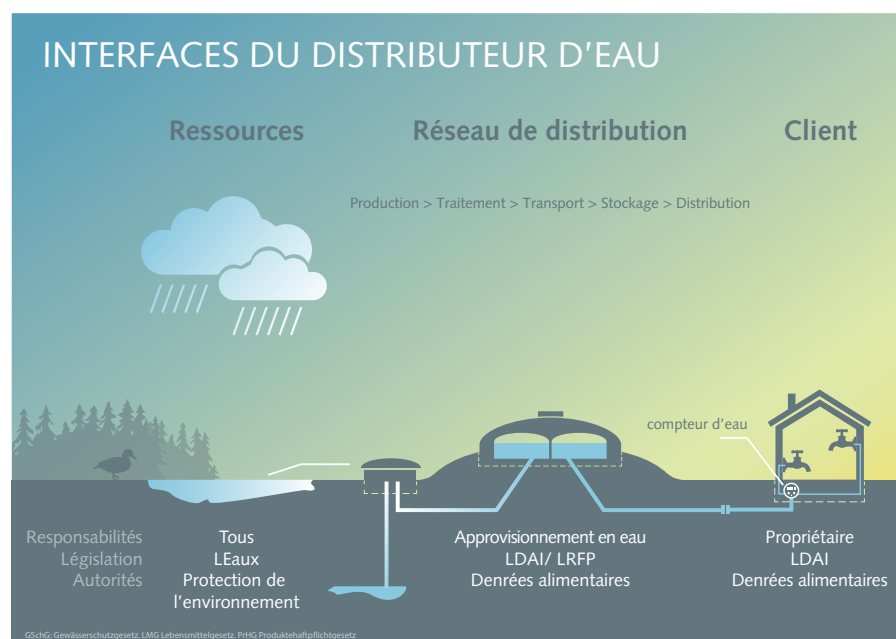 INTERFACES DU DISTRIBUTEUR D'EAU
Ressources
Réseau de distribution
Client
Production > Traitement > Transport > Stockage > Distribution
compteur d'eau
Responsabilités
Législation
Autorités
Tous
LEaux
Protection de
l'environnement
Approvisionnement en eau
LDAI/ LRFP
Denrées alimentaires
Propriétaire
LDAI
Denrées alimentaires
GSchG: Gewässerschutzgesetz, LMG Lebensmittelgesetz, PrHG Produktehaftpflichtgesetz